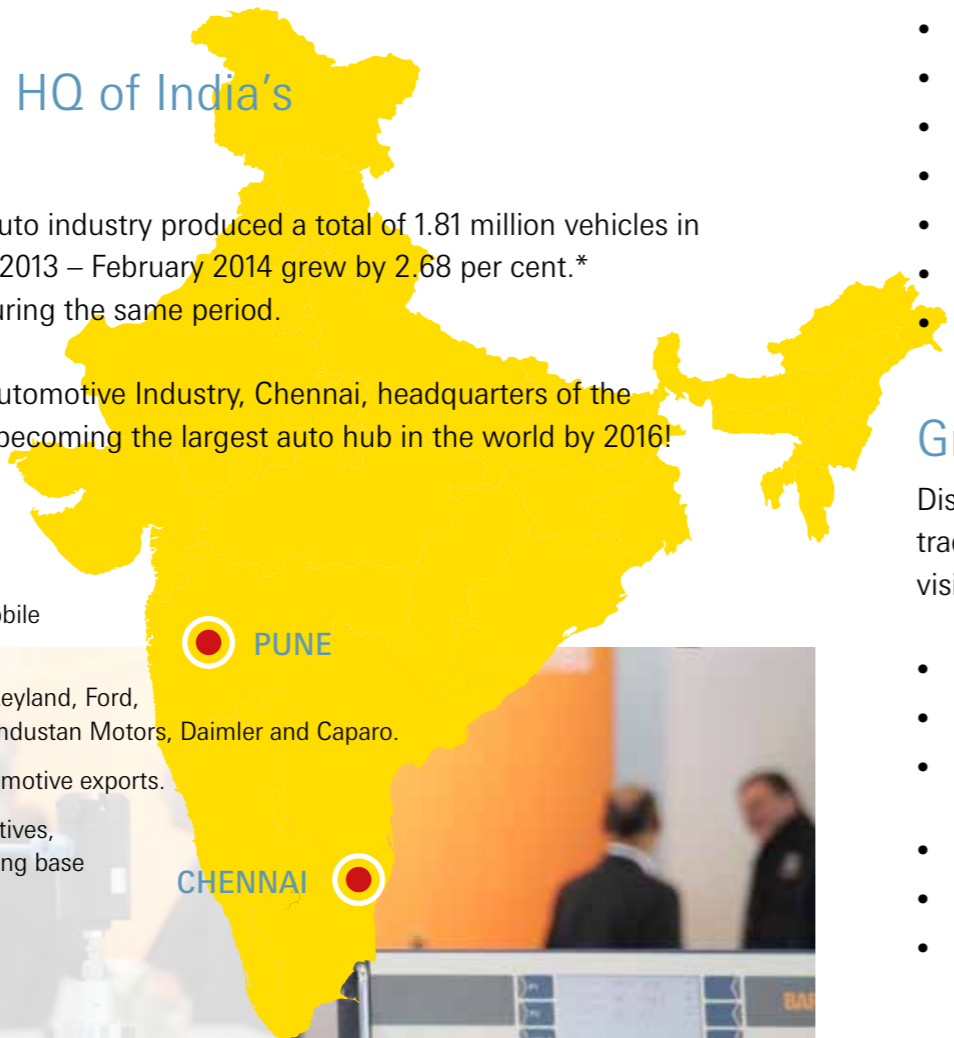 HQ of India's
uto industry produced a total of 1.81 million vehicles in
2013 – February 2014 grew by 2.68 per cent.*
uring the same period.
utomotive Industry, Chennai, headquarters of the
becoming the largest auto hub in the world by 2016!
obile
PUNE
eyland, Ford,
ndustan Motors, Daimler and Caparo.
motive exports.
tives,
ng base
CHENNAI
BAR
•
•
•
•
•
•
•
Gr
Dis
trad
visi
•
•
•
•
•
•